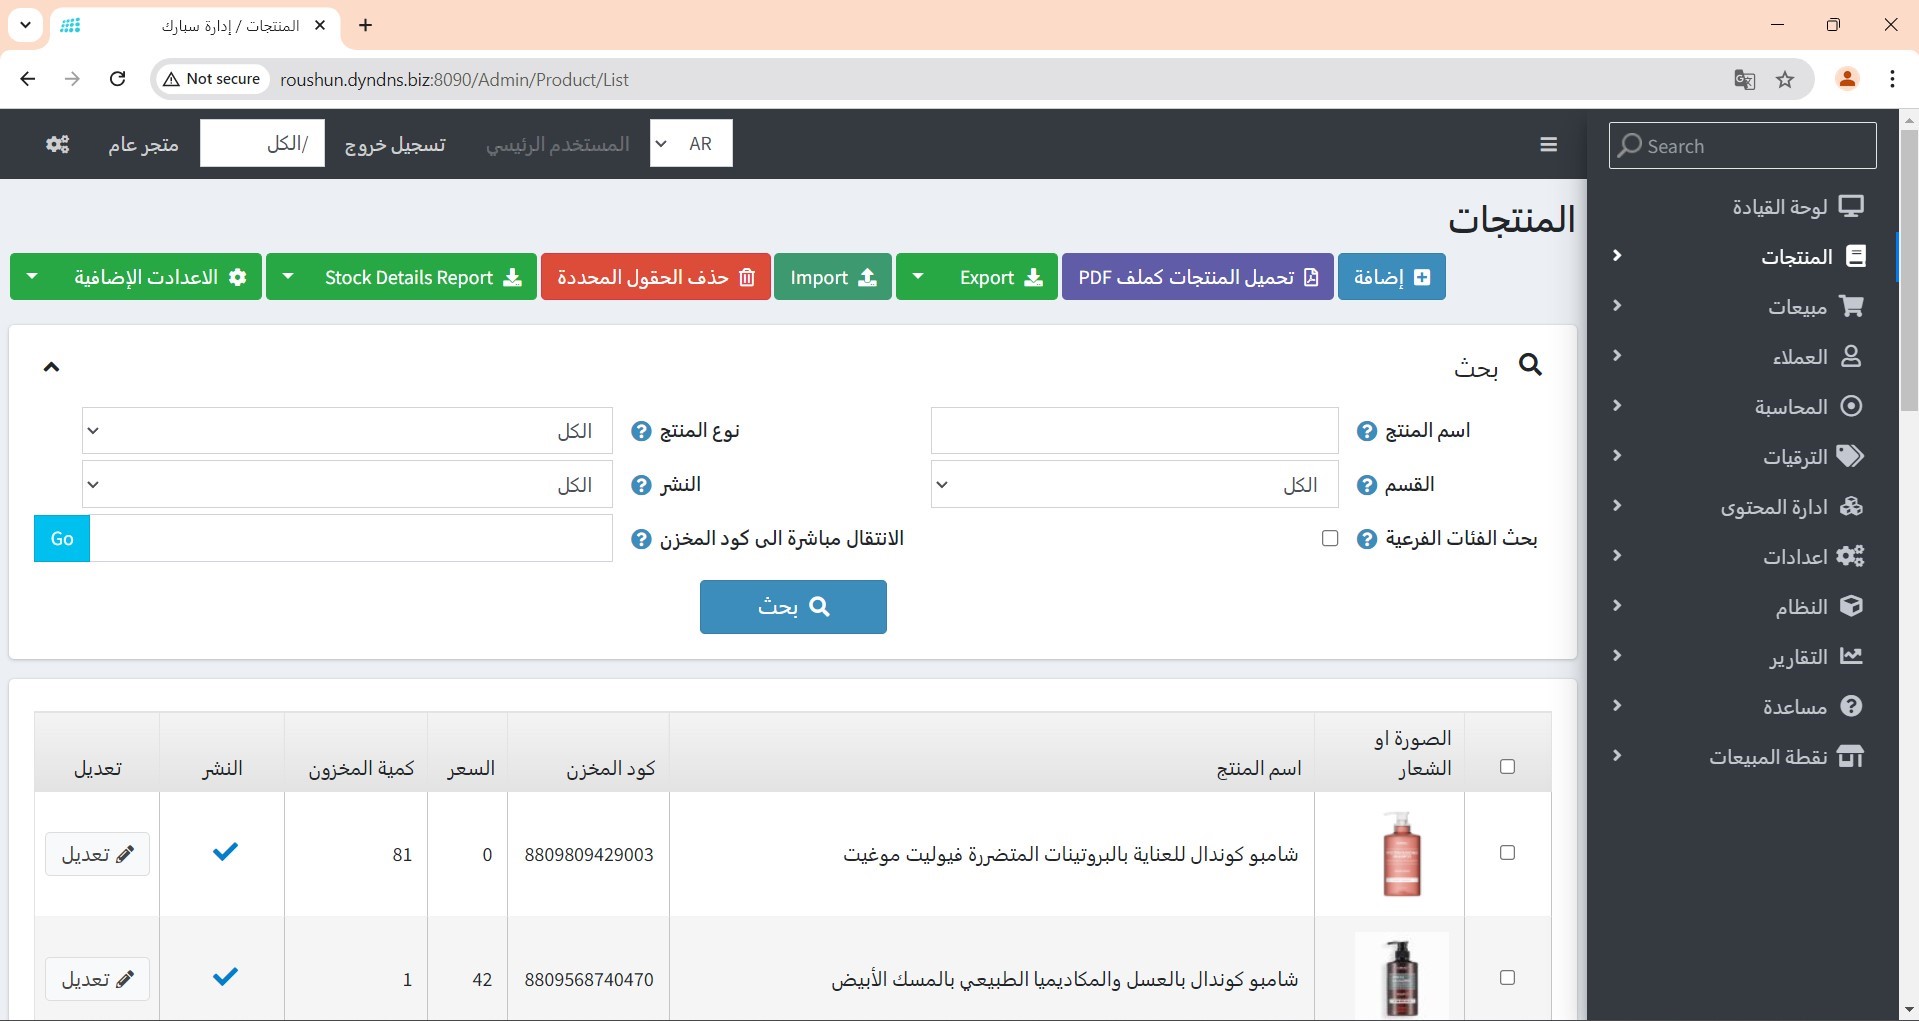 المنتجات / إدارة سبارك
Not secure
roushun.dyndns.biz:8090/Admin/Product/List
AR
المستخدم الرئيسي
تسجيل خروج
الكل/
متجر عام
Search
لوحة القيادة
المنتجات
مبيعات
العملاء
المحاسبة
الترقيات
ادارة المحتوى
اعدادات
النظام
التقارير
مساعدة
نقطة المبيعات
المنتجات
إضافة
تحميل المنتجات كملف PDF
Export
Import
حذف الحقول المحددة
Stock Details Report
الاعدادت الإضافية
بحث
اسم المنتج
نوع المنتج
الكل
القسم
الكل
النشر
الكل
بحث الفئات الفرعية
الانتقال مباشرة الى كود المخزن
Go
بحث
الصورة او
الشعار
اسم المنتج
كود المخزن
السعر
كمية المخزون
النشر
تعديل
شامبو كوندال للعناية بالبروتينات المتضررة فيوليت موغيت
8809809429003
0
81
تعديل
شامبو كوندال بالعسل والمكاديميا الطبيعي بالمسك الأبيض
8809568740470
42
1
تعديل